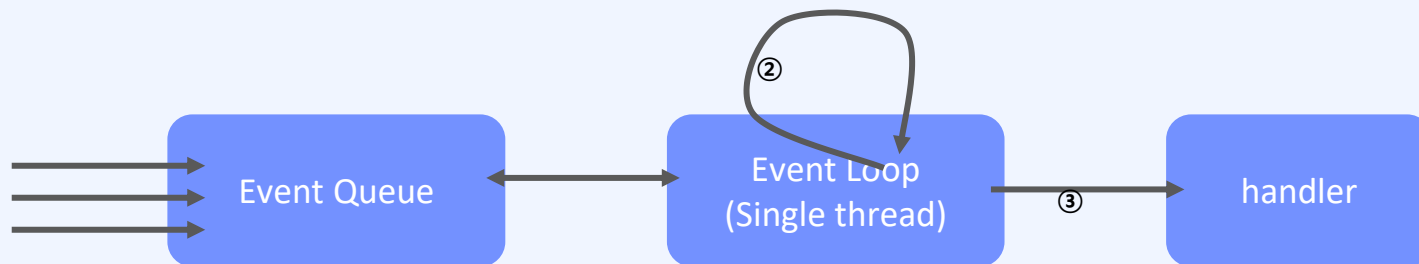 ②
Event Queue
Event Loop
(Single thread)
③
handler